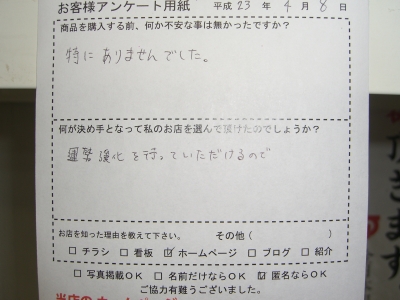 お客様アンケート用紙 平成 23 年 4 月 8 日
商品を購入する前、何か不安な事は無かったですか?
特にありませんでした。
何が決め手となって私のお店を選んで頂けたのでしょうか?
強化を行っていただけるので
お店を知った理由を教えて下さい。 その他( )
□ チラシ □ 看板 ☑ ホームページ □ ブログ □ 紹介
□ 写真掲載OK □ 名前だけならOK ☑ 匿名ならOK
ご協力有難うございました。
頂きます